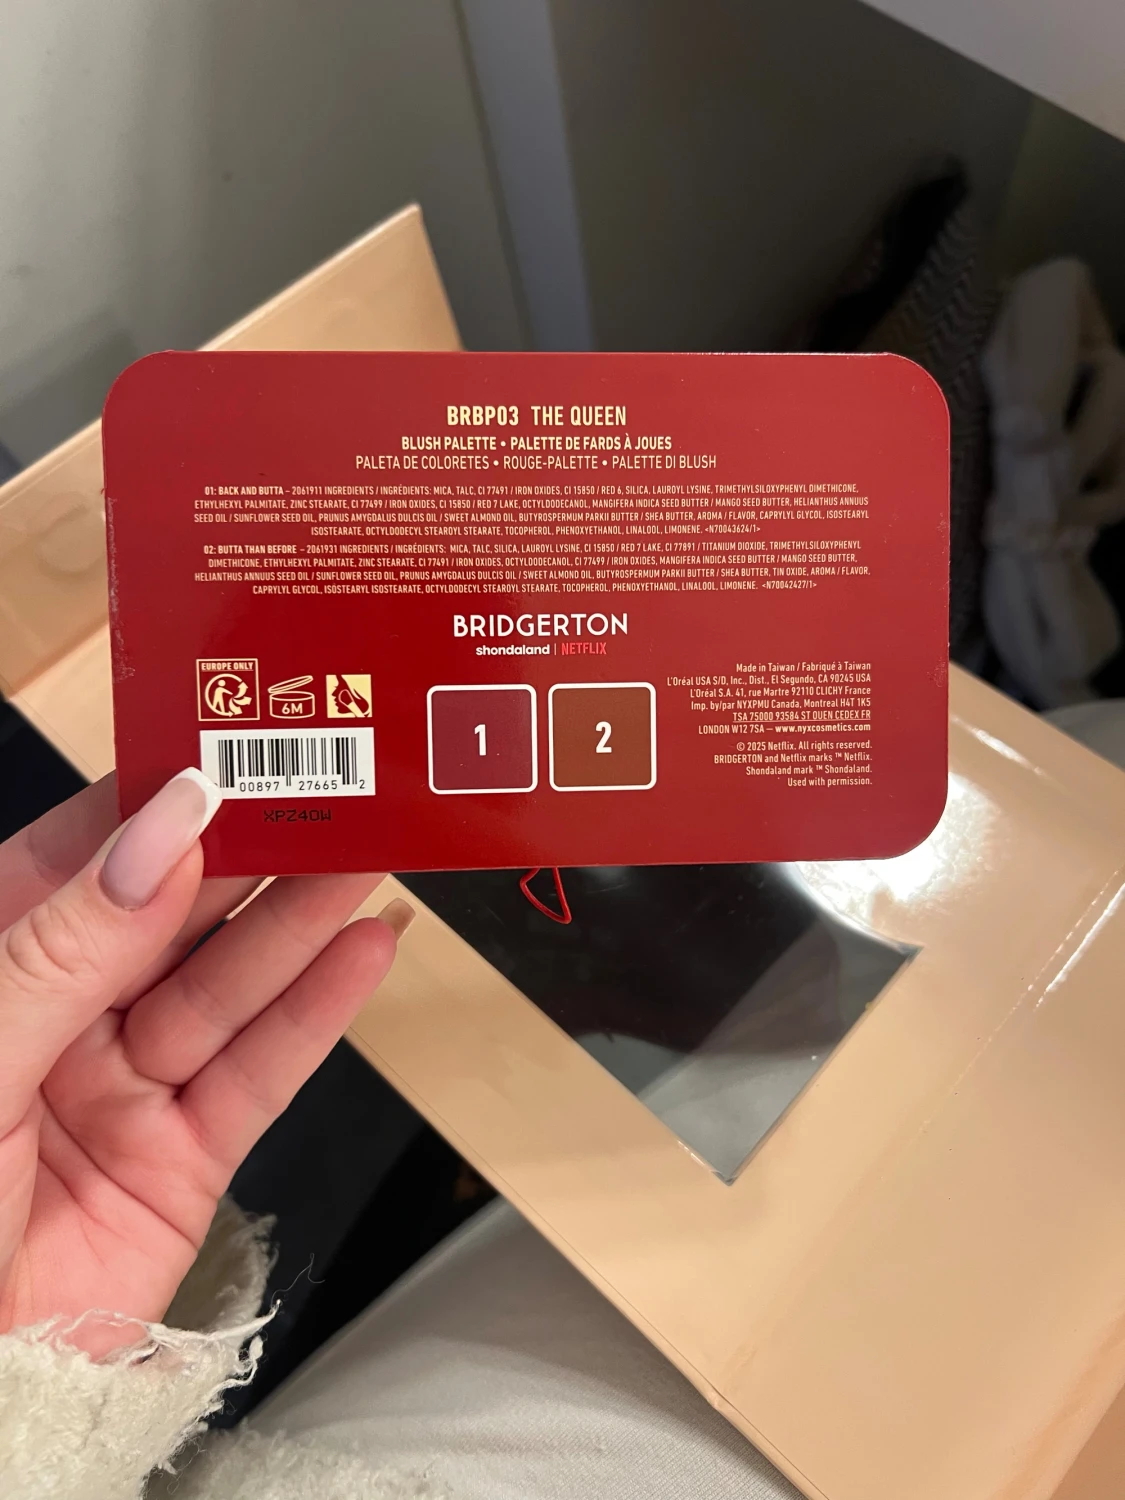 BRBP03 THE QUEEN
BLUSH PALETTE • PALETTE DE FARDS À JOUES
PALETA DE COLORETES • ROUGE-PALETTE • PALETTE DI BLUSH
01: BACK AND BUTTA – 2061911 INGREDIENTS / INGRÉDIENTS: MICA, TALC, CI 77491 / IRON OXIDES, CI 15850 / RED 6, SILICA, LAUROYL LYSINE, TRIMETHYLSILOXYPHENYL DIMETHICONE,
ETHYLHEXYL PALMITATE, ZINC STEARATE, CI 77499 / IRON OXIDES, CI 15850 / RED 7 LAKE, OCTYLDODECANOL, MANGIFERA INDICA SEED BUTTER / MANGO SEED BUTTER, HELIANTHUS ANNUUS
SEED OIL / SUNFLOWER SEED OIL, PRUNUS AMYGDALUS DULCIS OIL / SWEET ALMOND OIL, BUTYROSPERMUM PARKII BUTTER / SHEA BUTTER, AROMA / FLAVOR, CAPRYLYL GLYCOL, ISOSTEARYL
ISOSTEARATE, OCTYLDODECYL STEAROYL STEARATE, TOCOPHEROL, PHENOXYETHANOL, LINALOOL, LIMONENE. <N70043624/1>
02: BUTTA THAN BEFORE – 2061931 INGREDIENTS / INGRÉDIENTS: MICA, TALC, SILICA, LAUROYL LYSINE, CI 15850 / RED 7 LAKE, CI 77891 / TITANIUM DIOXIDE, TRIMETHYLSILOXYPHENYL
DIMETHICONE, ETHYLHEXYL PALMITATE, ZINC STEARATE, CI 77491 / IRON OXIDES, OCTYLDODECANOL, CI 77499 / IRON OXIDES, MANGIFERA INDICA SEED BUTTER / MANGO SEED BUTTER,
HELIANTHUS ANNUUS SEED OIL / SUNFLOWER SEED OIL, PRUNUS AMYGDALUS DULCIS OIL / SWEET ALMOND OIL, BUTYROSPERMUM PARKII BUTTER / SHEA BUTTER, TIN OXIDE, AROMA / FLAVOR,
CAPRYLYL GLYCOL, ISOSTEARYL ISOSTEARATE, OCTYLDODECYL STEAROYL STEARATE, TOCOPHEROL, PHENOXYETHANOL, LINALOOL, LIMONENE. <N70042427/1>
BRIDGERTON
shondaland | NETFLIX
EUROPE ONLY
6M
00897 27665 2
XPZ40W
1
2
Made in Taiwan / Fabriqué à Taiwan
L'Oréal USA S/D, Inc., Dist., El Segundo, CA 90245 USA
L'Oréal S.A. 41, rue Martre 92110 CLICHY France
Imp. by/par NYXPMU Canada, Montreal H4T 1K5
TSA 75000 93584 ST OUEN CEDEX FR
LONDON W12 7SA – www.nyxcosmetics.com
© 2025 Netflix. All rights reserved.
BRIDGERTON and Netflix marks ™ Netflix.
Shondaland mark ™ Shondaland.
Used with permission.